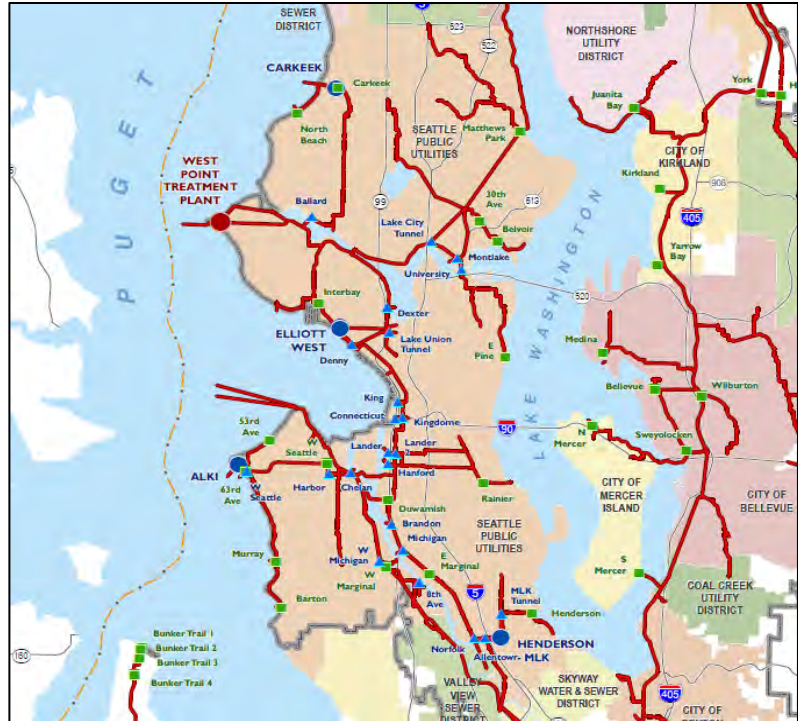 SEWER
DISTRICT
523
522
NORTHSHORE
UTILITY
DISTRICT
CARKEEK
Carkeek
York
Juanita
Bay
North
Beach
SEATTLE
PUBLIC
UTILITIES
Matthews
Park
CITY OF
KIRKLAND
PUGET
WEST
POINT
TREATMENT
PLANT
Kirkland
908
Ballard
99
30th
Ave
513
405
Lake City
Tunnel
Belvoir
LAKE WASHINGTON
Montlake
University
Yarrow
Bay
520
Interbay
Dexter
ELLIOTT
WEST
Denny
Lake Union
Tunnel
E
Pine
Medina
Bellevue
Wilburton
King
Connecticut
Kingdome
90
N
Mercer
Sweyolocken
53rd
Ave
W
Seattle
Lander
Lander
2
Hanford
ALKI
63rd
Ave
W
Seattle
Harbor
Chelan
Rainier
CITY OF
MERCER
ISLAND
CITY OF
BELLEVUE
Duwamish
Brandon
SEATTLE
PUBLIC
UTILITIES
Michigan
Murray
W
Michigan
E
Marginal
W
Marginal
S
Mercer
COAL CREEK
UTILITY
DISTRICT
8th
Ave
5
MLK
Tunnel
Barton
Henderson
Bunker Trail 1
Bunker Trail 2
Bunker Trail 3
Bunker Trail 4
160
Norfolk
HENDERSON
MLK
VALLEY
VIEW
SEWER
DISTRICT
SKYWAY
WATER & SEWER
DISTRICT
405
CITY OF